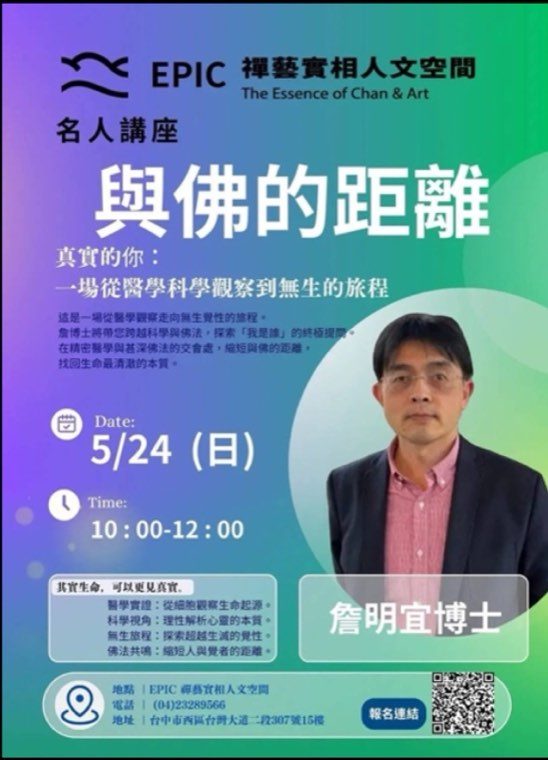 EPIC 禪藝實相人文空間
The Essence of Chan & Art
名人講座
與佛的距離
真實的你：
一場從醫學科學觀察到無生的旅程
這是一場從醫學觀察走向無生覺性的旅程。
詹博士將帶您跨越科學與佛法，探索「我是誰」的終極提問。
在精密醫學與甚深佛法的交會處，縮短與佛的距離，
找回生命最清澈的本質。
Date:
5/24 (日)
Time:
10：00-12：00
其實生命，可以更見真實。
醫學實證：從細胞觀察生命起源。
科學視角：理性解析心靈的本質。
無生旅程：探索超越生滅的覺性。
佛法共鳴：縮短人與覺者的距離。
詹明宜博士
地點｜EPIC 禪藝實相人文空間
電話｜(04)23289566
地址｜台中市西區台灣大道二段307號15樓
報名連結